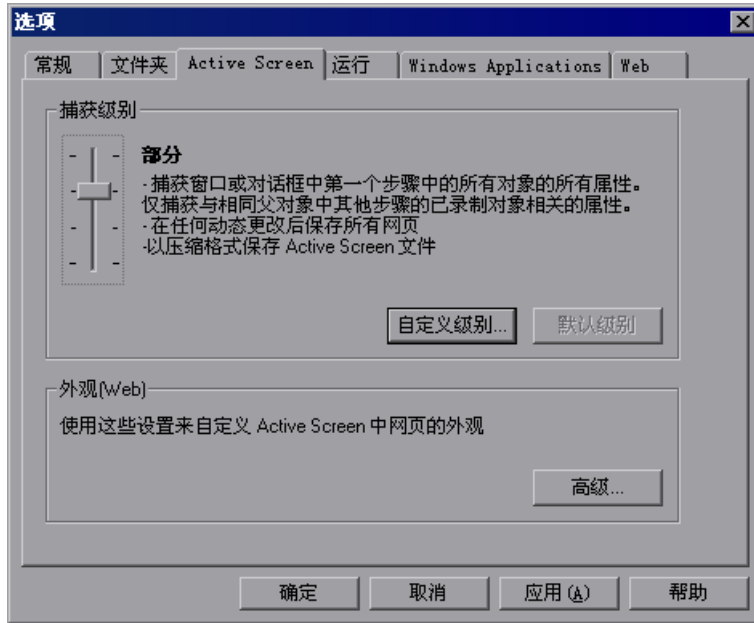 选项
常规 文件夹 Active Screen 运行 Windows Applications Web
捕获级别
部分
-捕获窗口或对话框中第一个步骤中的所有对象的所有属性。
仅捕获与相同父对象中其他步骤的已录制对象相关的属性。
-在任何动态更改后保存所有网页
-以压缩格式保存 Active Screen 文件
自定义级别... 默认级别
外观(Web)
使用这些设置来自定义 Active Screen 中网页的外观
高级...
确定 取消 应用(A) 帮助